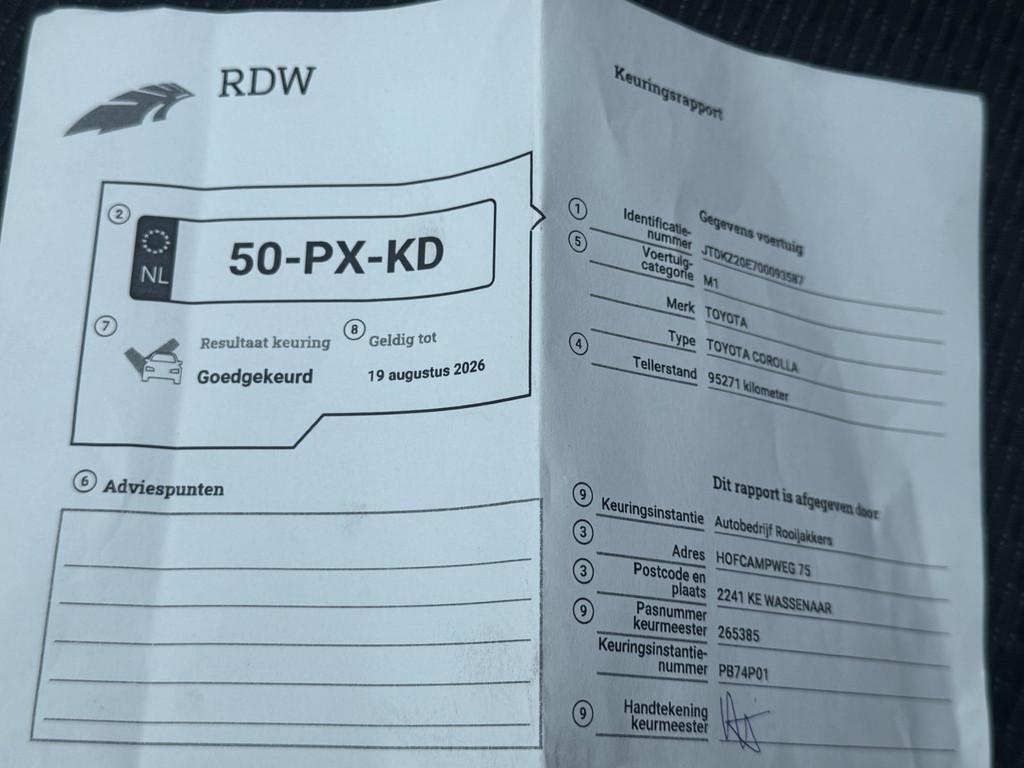 RDW
2
NL
50-PX-KD
7
Resultaat keuring
Goedgekeurd
8
Geldig tot
19 augustus 2026
6 Adviespunten
Keuringsrapport
Gegevens voertuig
1 Identificatie-
nummer JTDKZ20E700093587
5 Voertuig-
categorie M1
Merk TOYOTA
Type TOYOTA COROLLA
4 Tellerstand 95271 kilometer
Dit rapport is afgegeven door
9 Keuringsinstantie Autobedrijf Rooijakkers
3 Adres HOFCAMPWEG 75
3 Postcode en
plaats 2241 KE WASSENAAR
9 Pasnummer
keurmeester 265385
Keuringsinstantie-
nummer PB74P01
9 Handtekening
keurmeester